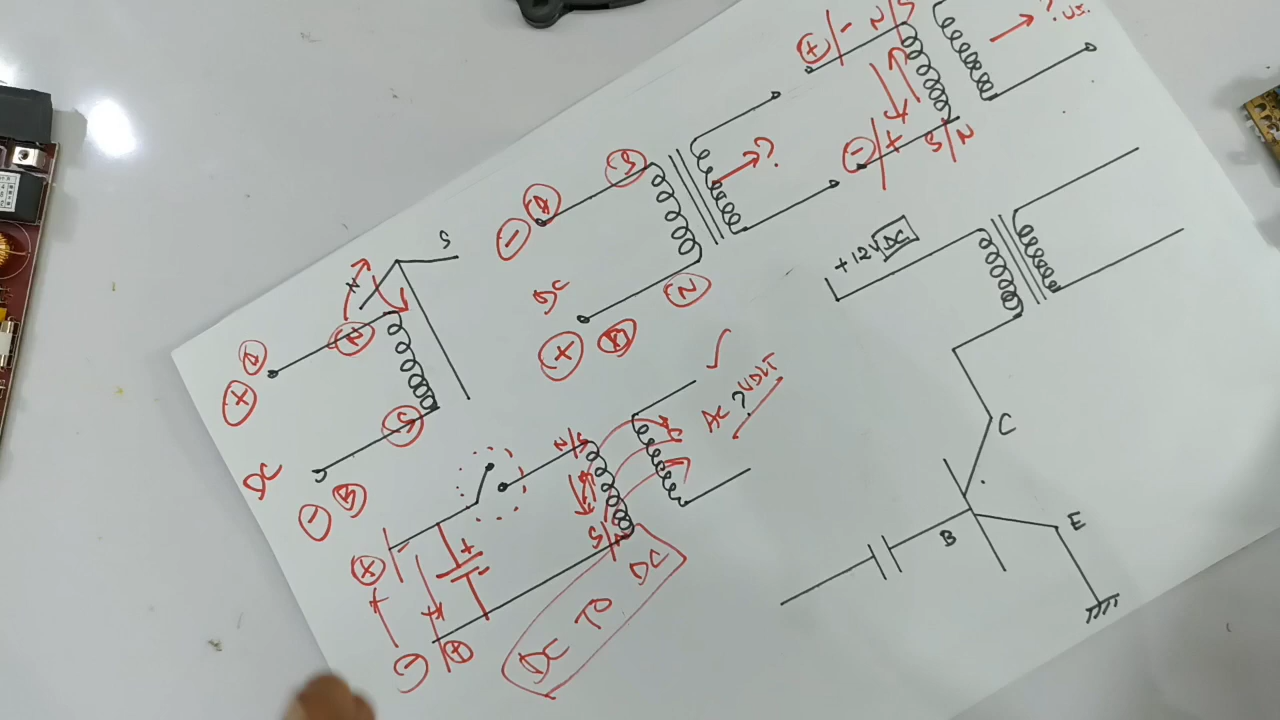 + / - N/S
- / + S/N
?
S
N
A
+
N
S
DC
-
B
A
-
S
?
DC
+
B
N
+12V DC
C
B
E
N/S
S/N
AC ? VOLT
+
-
+
-
-
+
DC TO DC